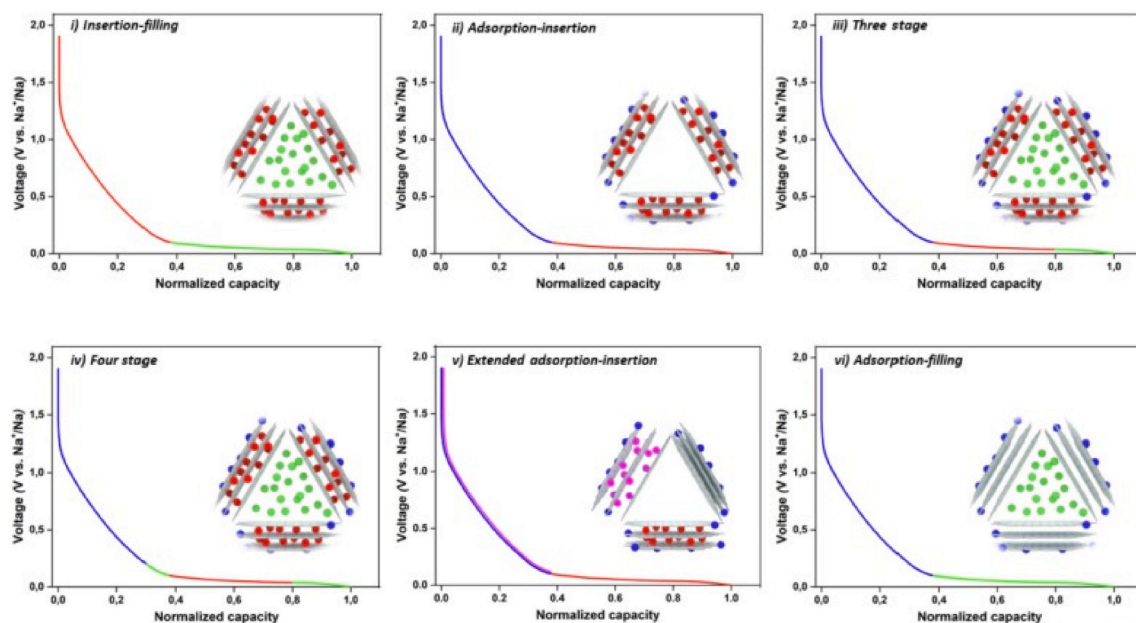 i) Insertion-filling
2,0
1,5
1,0
0,5
0,0
Voltage (V vs. Na⁺/Na)
0,0 0,2 0,4 0,6 0,8 1,0
Normalized capacity
ii) Adsorption-insertion
2,0
1,5
1,0
0,5
0,0
Voltage (V vs. Na⁺/Na)
0,0 0,2 0,4 0,6 0,8 1,0
Normalized capacity
iii) Three stage
2,0
1,5
1,0
0,5
0,0
Voltage (V vs. Na⁺/Na)
0,0 0,2 0,4 0,6 0,8 1,0
Normalized capacity
iv) Four stage
2,0
1,5
1,0
0,5
0,0
Voltage (V vs. Na⁺/Na)
0,0 0,2 0,4 0,6 0,8 1,0
Normalized capacity
v) Extended adsorption-insertion
2,0
1,5
1,0
0,5
0,0
Voltage (V vs. Na⁺/Na)
0,0 0,2 0,4 0,6 0,8 1,0
Normalized capacity
vi) Adsorption-filling
2,0
1,5
1,0
0,5
0,0
Voltage (V vs. Na⁺/Na)
0,0 0,2 0,4 0,6 0,8 1,0
Normalized capacity